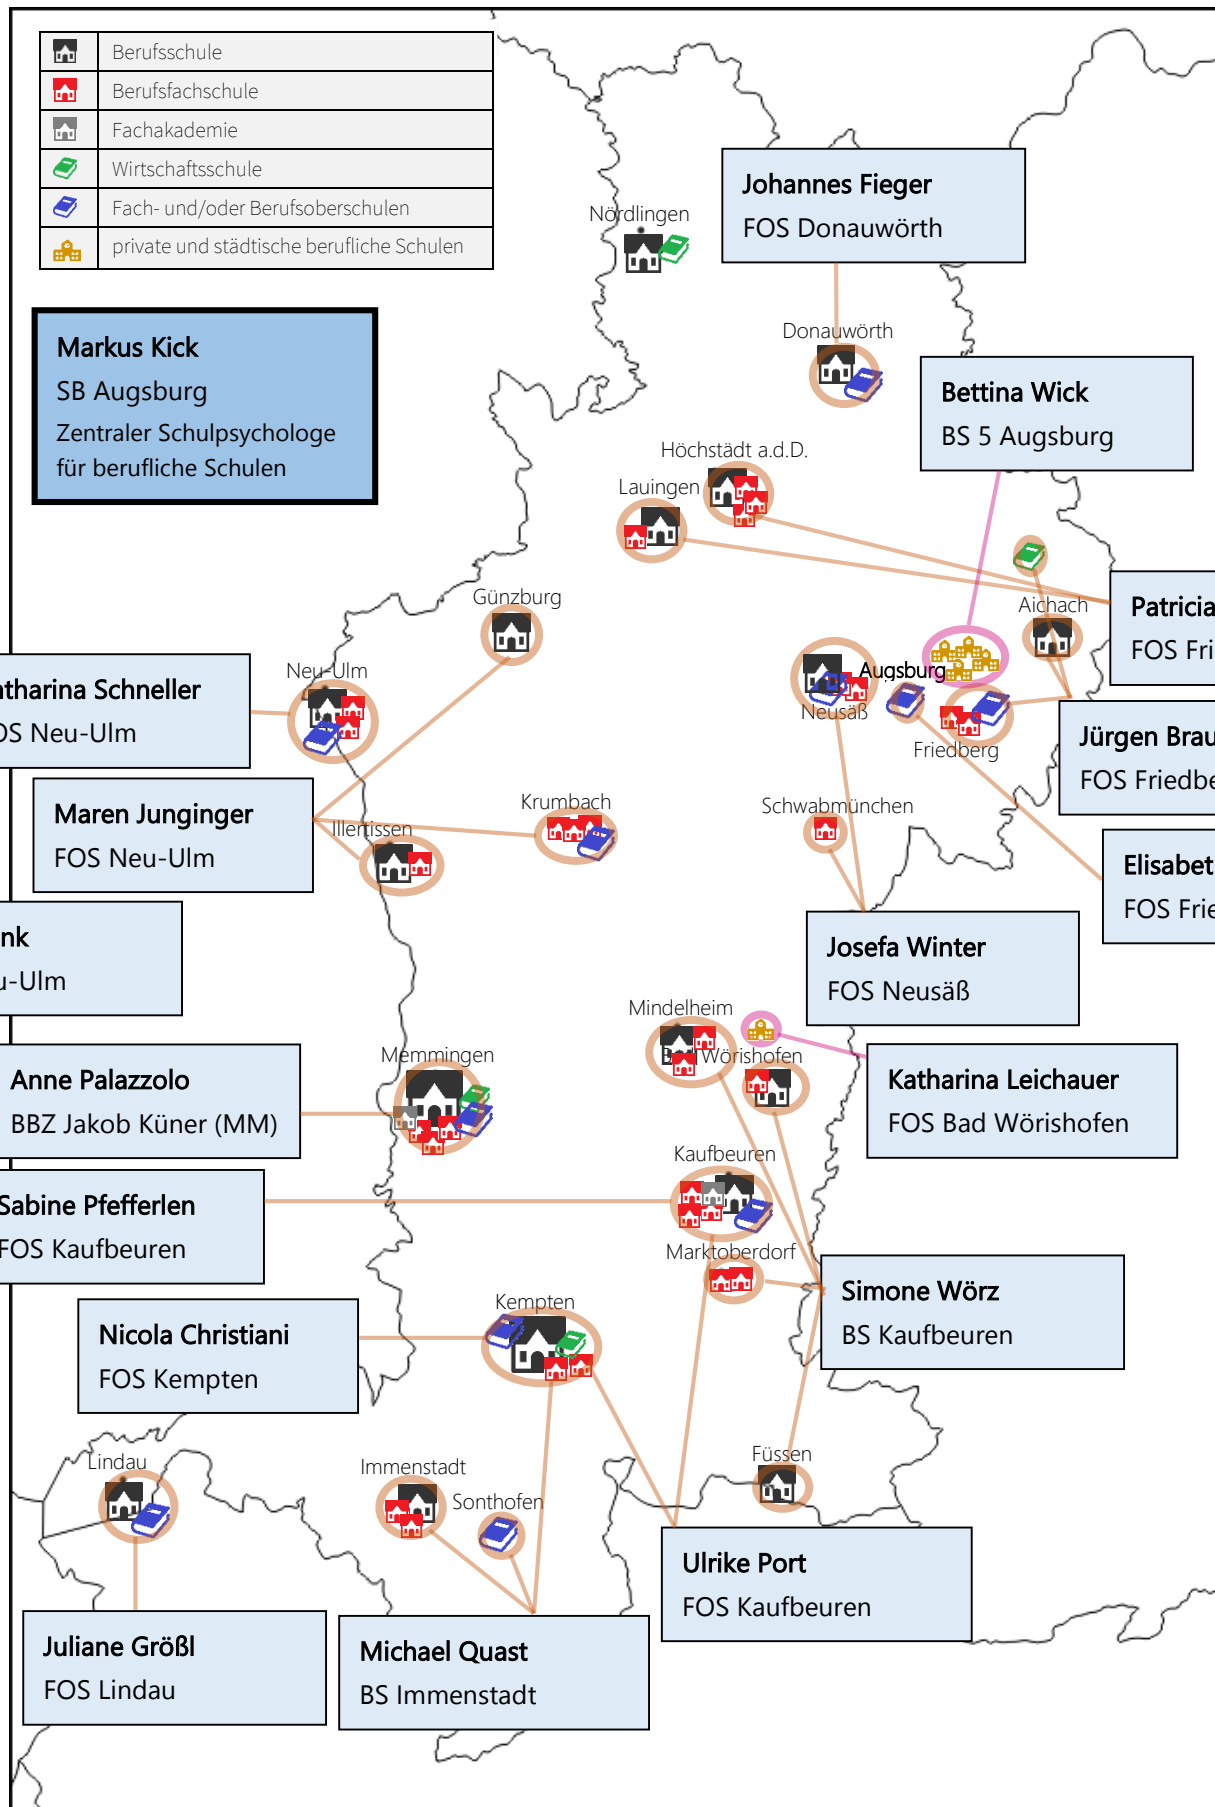 Berufsschule
Berufsfachschule
Fachakademie
Wirtschaftsschule
Fach- und/oder Berufsoberschulen
private und städtische berufliche Schulen
Johannes Fieger
FOS Donauwörth
Nördlingen
Markus Kick
SB Augsburg
Zentraler Schulpsychologe
für berufliche Schulen
Donauwörth
Bettina Wick
BS 5 Augsburg
Höchstädt a.d.D.
Lauingen
Günzburg
Aichach
Patricia
FOS Fri
Neu-Ulm
atharina Schneller
OS Neu-Ulm
Augsburg
Neusäß
Friedberg
Jürgen Brau
FOS Friedbe
Maren Junginger
FOS Neu-Ulm
Krumbach
Schwabmünchen
Illertissen
Elisabet
FOS Frie
nk
u-Ulm
Josefa Winter
FOS Neusäß
Mindelheim
Bad Wörishofen
Memmingen
Anne Palazzolo
BBZ Jakob Küner (MM)
Katharina Leichauer
FOS Bad Wörishofen
Kaufbeuren
Sabine Pfefferlen
FOS Kaufbeuren
Marktoberdorf
Simone Wörz
BS Kaufbeuren
Kempten
Nicola Christiani
FOS Kempten
Lindau
Immenstadt
Füssen
Sonthofen
Ulrike Port
FOS Kaufbeuren
Juliane Größl
FOS Lindau
Michael Quast
BS Immenstadt